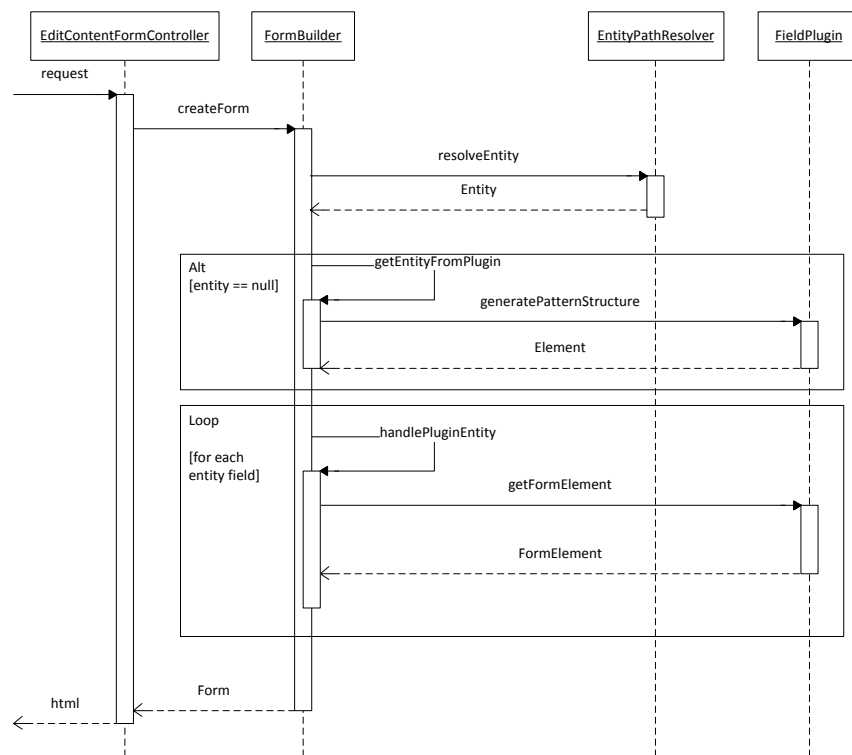 EditContentFormController
FormBuilder
EntityPathResolver
FieldPlugin
request
createForm
resolveEntity
Entity
Alt
[entity == null]
getEntityFromPlugin
generatePatternStructure
Element
Loop
[for each
entity field]
handlePluginEntity
getFormElement
FormElement
Form
html